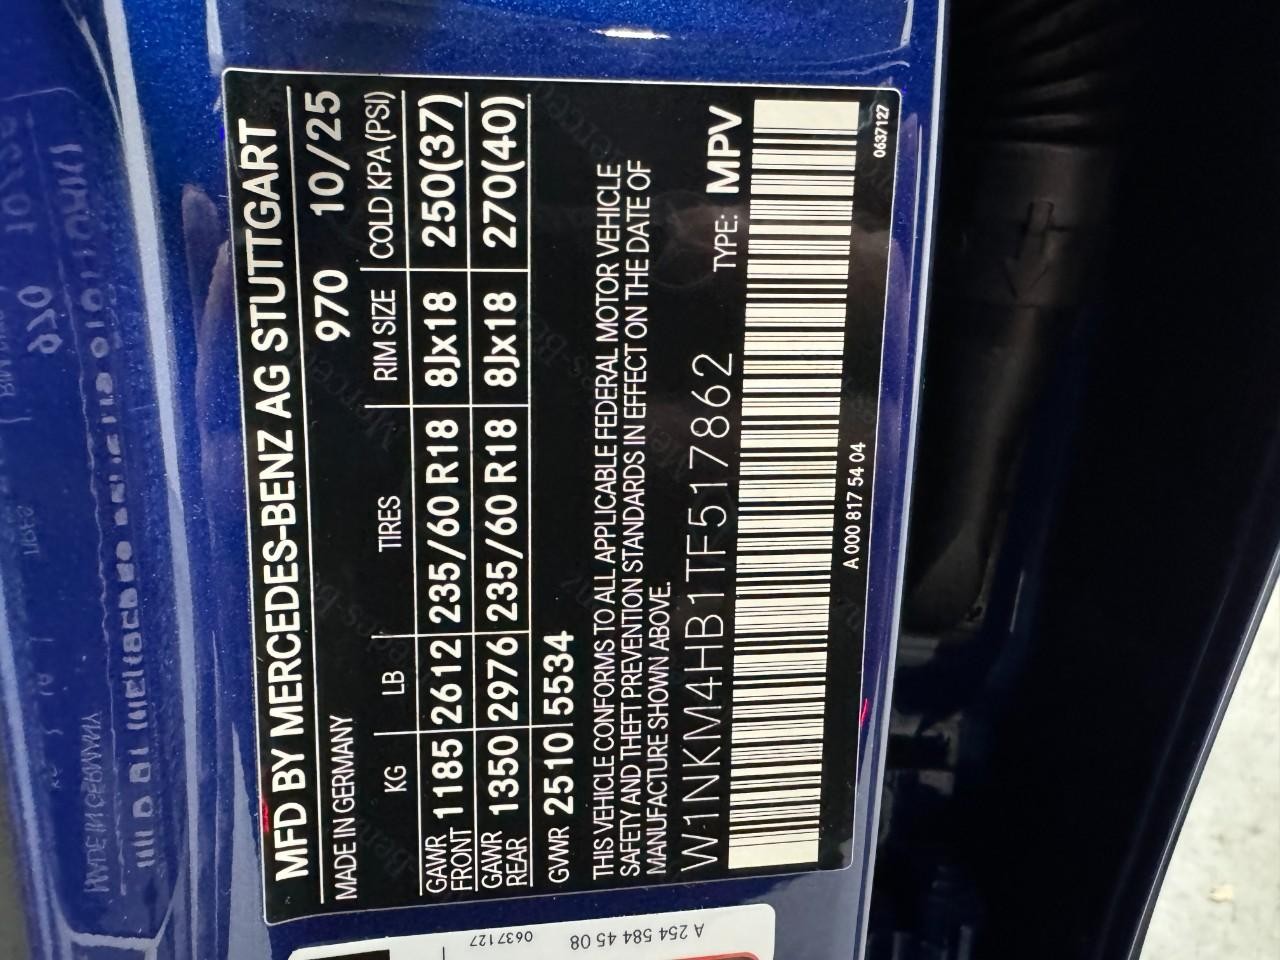 MFD BY MERCEDES-BENZ AG STUTTGART
MADE IN GERMANY 970 10/25
KG LB TIRES RIM SIZE COLD KPA(PSI)
GAWR FRONT 1185 2612 235/60 R18 8Jx18 250(37)
GAWR REAR 1350 2976 235/60 R18 8Jx18 270(40)
GVWR 2510 5534
THIS VEHICLE CONFORMS TO ALL APPLICABLE FEDERAL MOTOR VEHICLE
SAFETY AND THEFT PREVENTION STANDARDS IN EFFECT ON THE DATE OF
MANUFACTURE SHOWN ABOVE.
W1NKM4HB1TF517862 TYPE: MPV
A 000 817 54 04
0637127
A 254 584 45 08
0637127